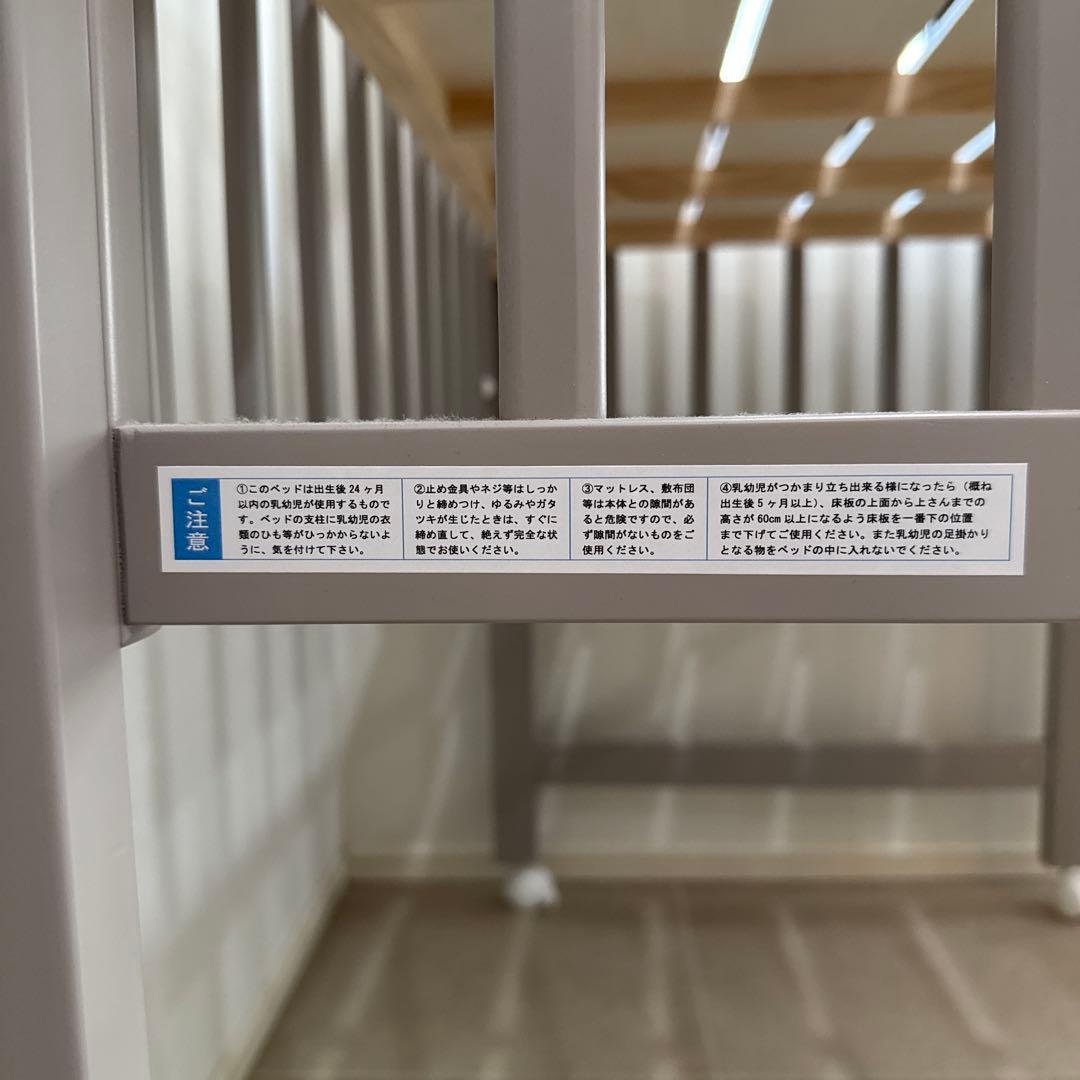 ご注意
①このベッドは出生後24ヶ月
以内の乳幼児が使用するもので
す。ベッドの支柱に乳幼児の衣
類のひも等がひっかからないよ
うに、気を付けて下さい。
②止め金具やネジ等はしっか
りと締めつけ、ゆるみやガタ
ツキが生じたときは、すぐに
締め直して、絶えず完全な状
態でお使いください。
③マットレス、敷布団
等は本体との隙間があ
ると危険ですので、必
ず隙間がないものをご
使用ください。
④乳幼児がつかまり立ち出来る様になったら（概ね
出生後5ヶ月以上）、床板の上面から上さんまでの
高さが60cm以上になるよう床板を一番下の位置
まで下げてご使用ください。また乳幼児の足掛かり
となる物をベッドの中に入れないでください。